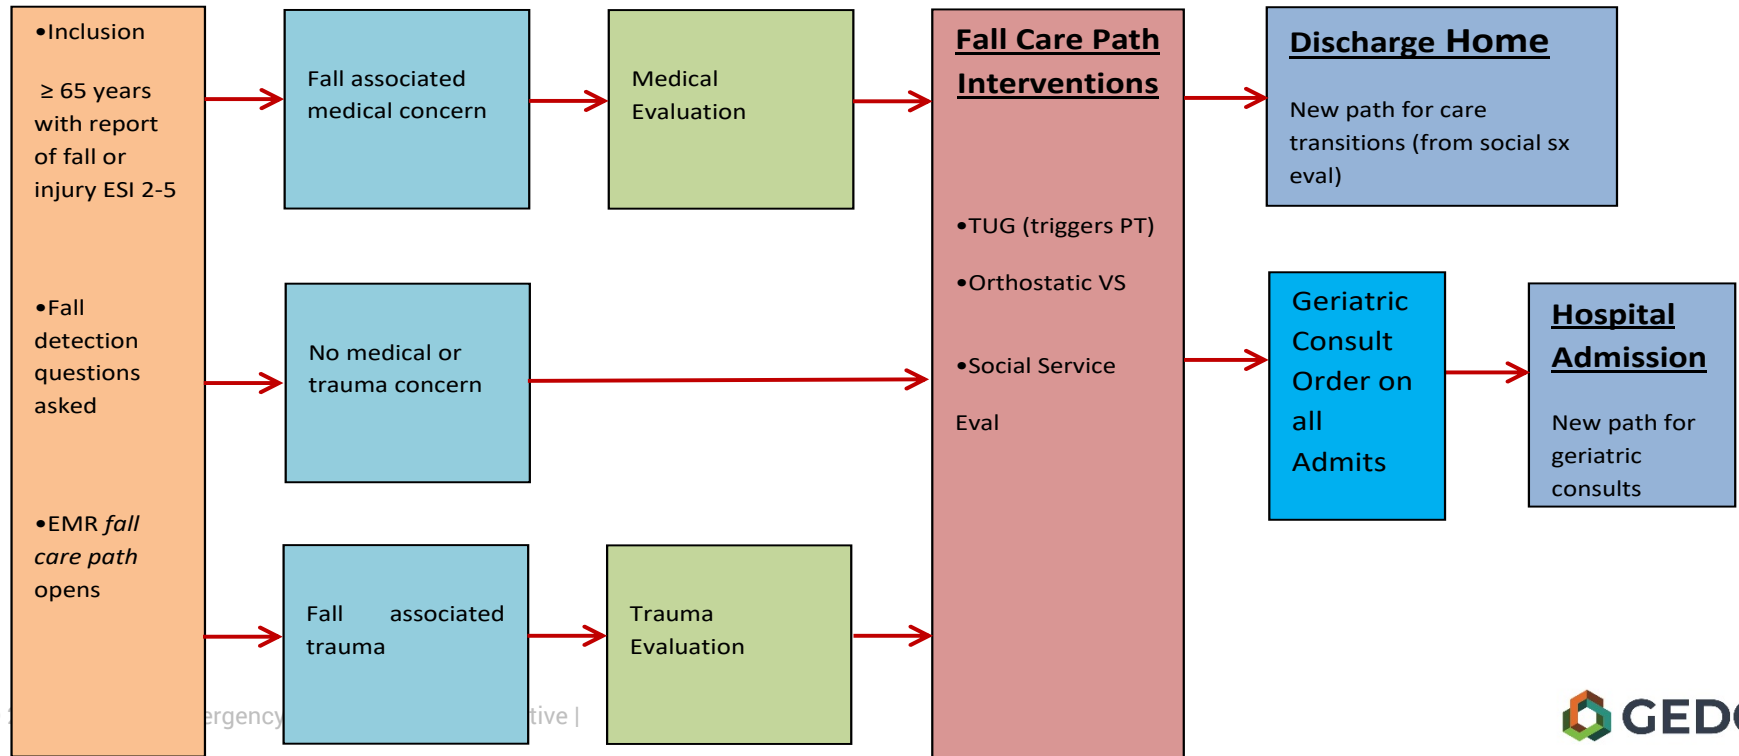 •Inclusion
≥ 65 years
with report
of fall or
injury ESI 2-5
•Fall
detection
questions
asked
•EMR fall
care path
opens
Fall associated
medical concern
Medical
Evaluation
No medical or
trauma concern
Fall associated
trauma
Trauma
Evaluation
Fall Care Path
Interventions
•TUG (triggers PT)
•Orthostatic VS
•Social Service
Eval
Discharge Home
New path for care
transitions (from social sx
eval)
Geriatric
Consult
Order on
all
Admits
Hospital
Admission
New path for
geriatric
consults
ergency tive |
GED